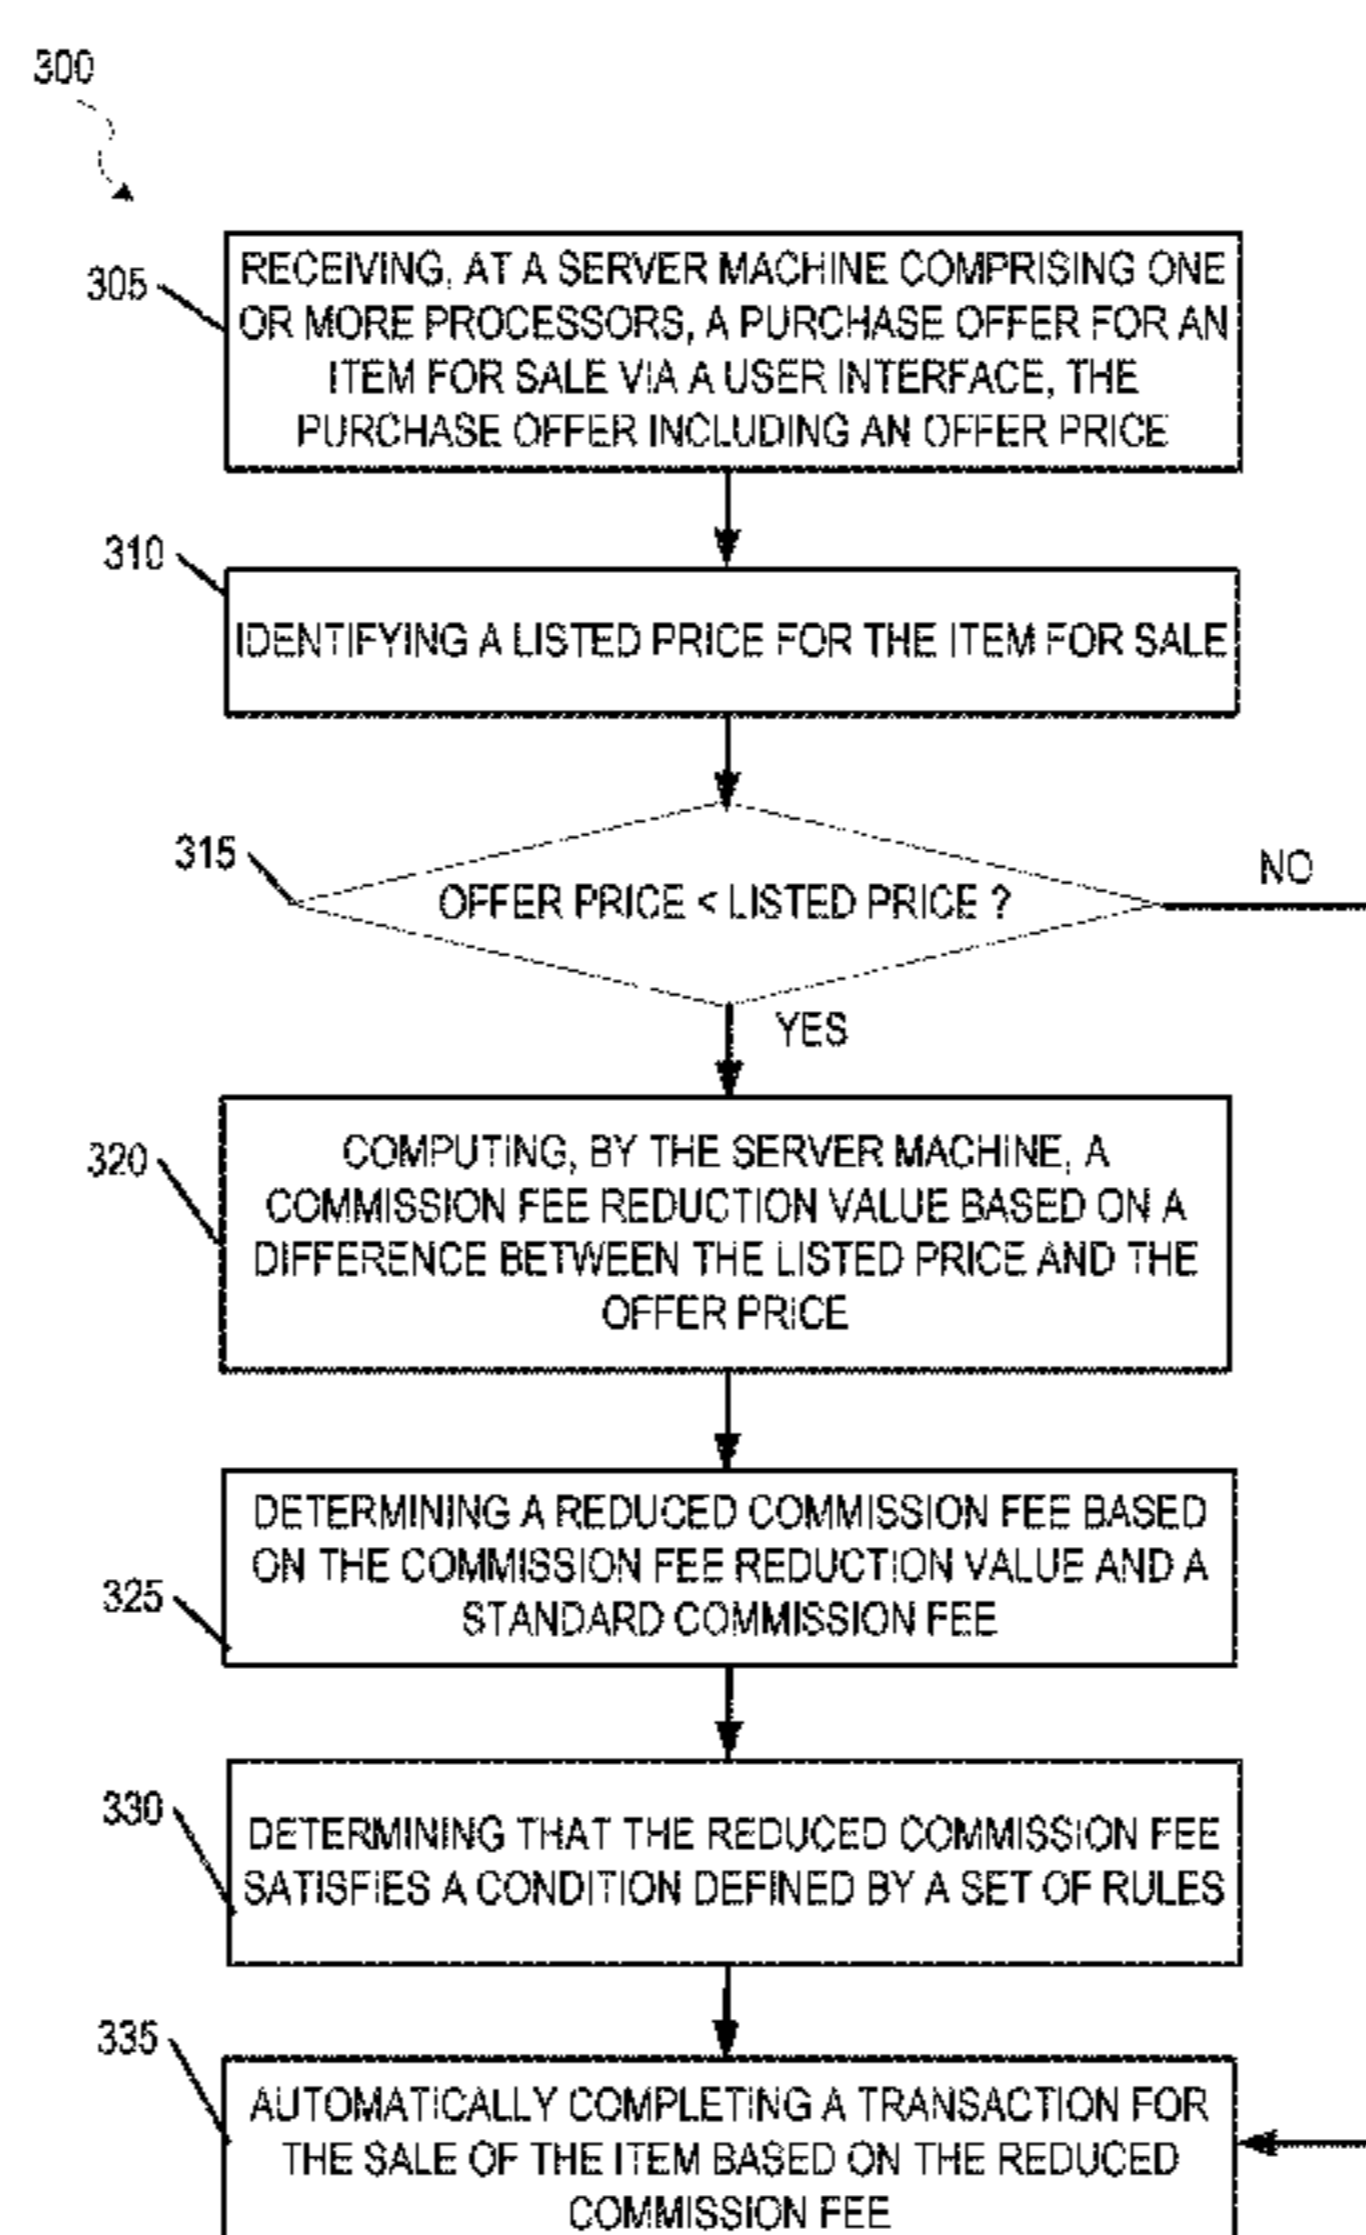 300
305
RECEIVING, AT A SERVER MACHINE COMPRISING ONE
OR MORE PROCESSORS, A PURCHASE OFFER FOR AN
ITEM FOR SALE VIA A USER INTERFACE, THE
PURCHASE OFFER INCLUDING AN OFFER PRICE
310
IDENTIFYING A LISTED PRICE FOR THE ITEM FOR SALE
315
OFFER PRICE < LISTED PRICE ?
NO
YES
320
COMPUTING, BY THE SERVER MACHINE, A
COMMISSION FEE REDUCTION VALUE BASED ON A
DIFFERENCE BETWEEN THE LISTED PRICE AND THE
OFFER PRICE
325
DETERMINING A REDUCED COMMISSION FEE BASED
ON THE COMMISSION FEE REDUCTION VALUE AND A
STANDARD COMMISSION FEE
330
DETERMINING THAT THE REDUCED COMMISSION FEE
SATISFIES A CONDITION DEFINED BY A SET OF RULES
335
AUTOMATICALLY COMPLETING A TRANSACTION FOR
THE SALE OF THE ITEM BASED ON THE REDUCED
COMMISSION FEE